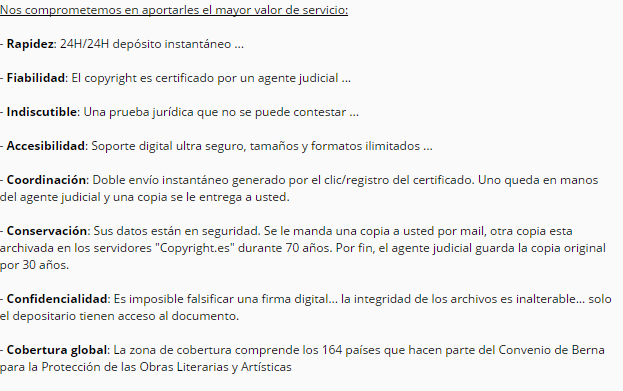 Nos comprometemos en aportarles el mayor valor de servicio:
- Rapidez: 24H/24H depósito instantáneo ...
- Fiabilidad: El copyright es certificado por un agente judicial ...
- Indiscutible: Una prueba jurídica que no se puede contestar ...
- Accesibilidad: Soporte digital ultra seguro, tamaños y formatos ilimitados ...
- Coordinación: Doble envío instantáneo generado por el clic/registro del certificado. Uno queda en manos
del agente judicial y una copia se le entrega a usted.
- Conservación: Sus datos están en seguridad. Se le manda una copia a usted por mail, otra copia esta
archivada en los servidores "Copyright.es" durante 70 años. Por fin, el agente judicial guarda la copia original
por 30 años.
- Confidencialidad: Es imposible falsificar una firma digital... la integridad de los archivos es inalterable... solo
el depositario tienen acceso al documento.
- Cobertura global: La zona de cobertura comprende los 164 países que hacen parte del Convenio de Berna
para la Protección de las Obras Literarias y Artísticas